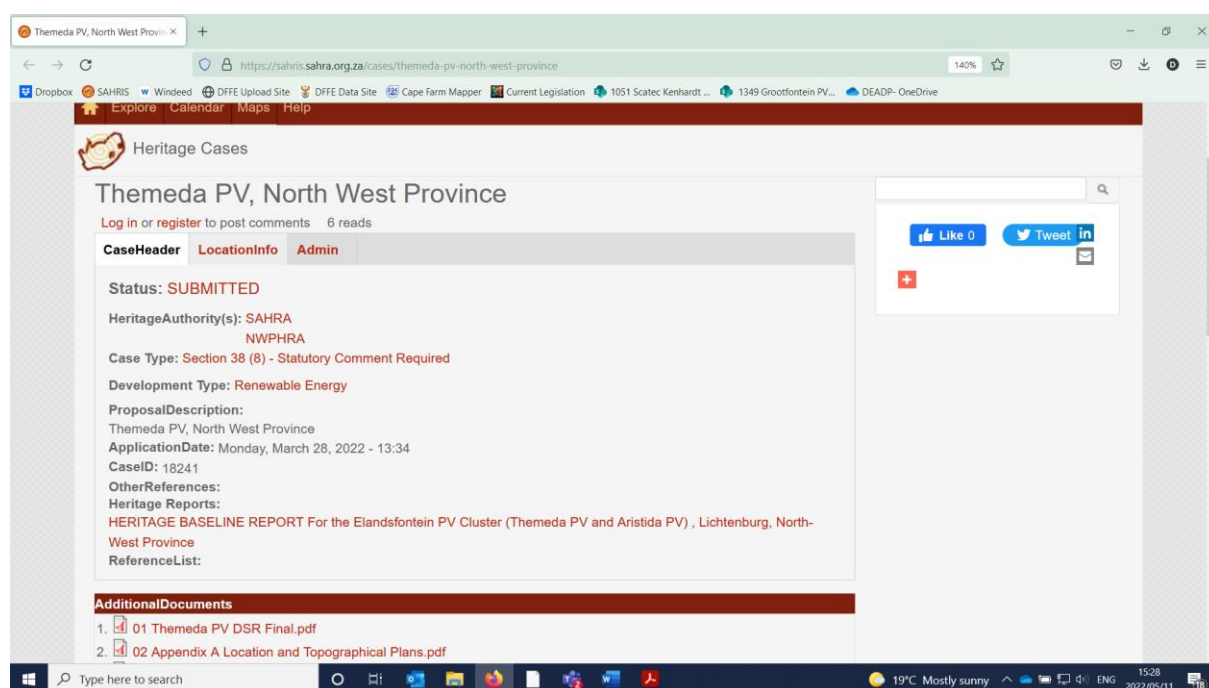 Themeda PV, North West Provin
https://sahris.sahra.org.za/cases/themeda-pv-north-west-province
140%
Dropbox SAHRIS Windeed DFFE Upload Site DFFE Data Site Cape Farm Mapper Current Legislation 1051 Scatec Kenhardt ... 1349 Grootfontein PV... DEADP- OneDrive
Explore Calendar Maps Help
Heritage Cases
Themeda PV, North West Province
Log in or register to post comments 6 reads
Like 0 Tweet in
CaseHeader LocationInfo Admin
Status: SUBMITTED
HeritageAuthority(s): SAHRA
NWPHRA
Case Type: Section 38 (8) - Statutory Comment Required
Development Type: Renewable Energy
ProposalDescription:
Themeda PV, North West Province
ApplicationDate: Monday, March 28, 2022 - 13:34
CaseID: 18241
OtherReferences:
Heritage Reports:
HERITAGE BASELINE REPORT For the Elandsfontein PV Cluster (Themeda PV and Aristida PV) , Lichtenburg, North-
West Province
ReferenceList:
AdditionalDocuments
1. 01 Themeda PV DSR Final.pdf
2. 02 Appendix A Location and Topographical Plans.pdf
Type here to search
19°C Mostly sunny
ENG
15:28
2022/05/11
18